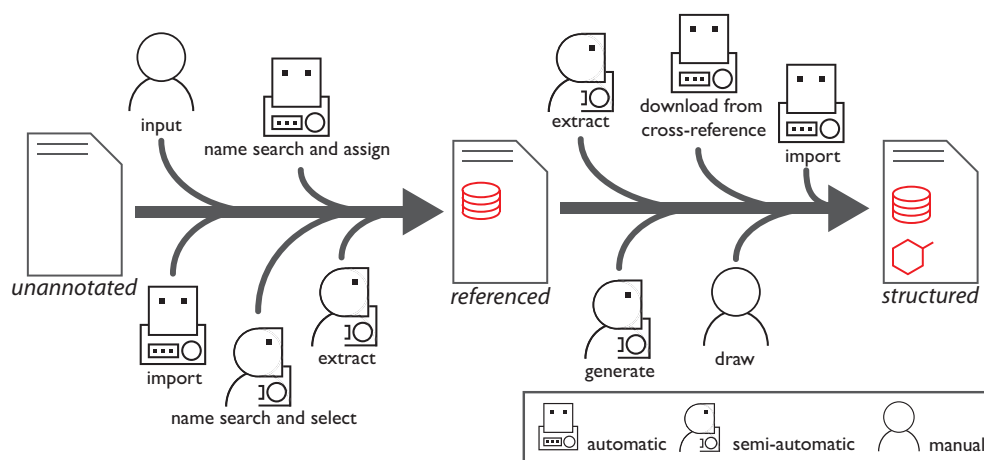 input
name search and assign
unannotated
import
name search and select
extract
referenced
extract
download from
cross-reference
import
generate
draw
structured
automatic
semi-automatic
manual